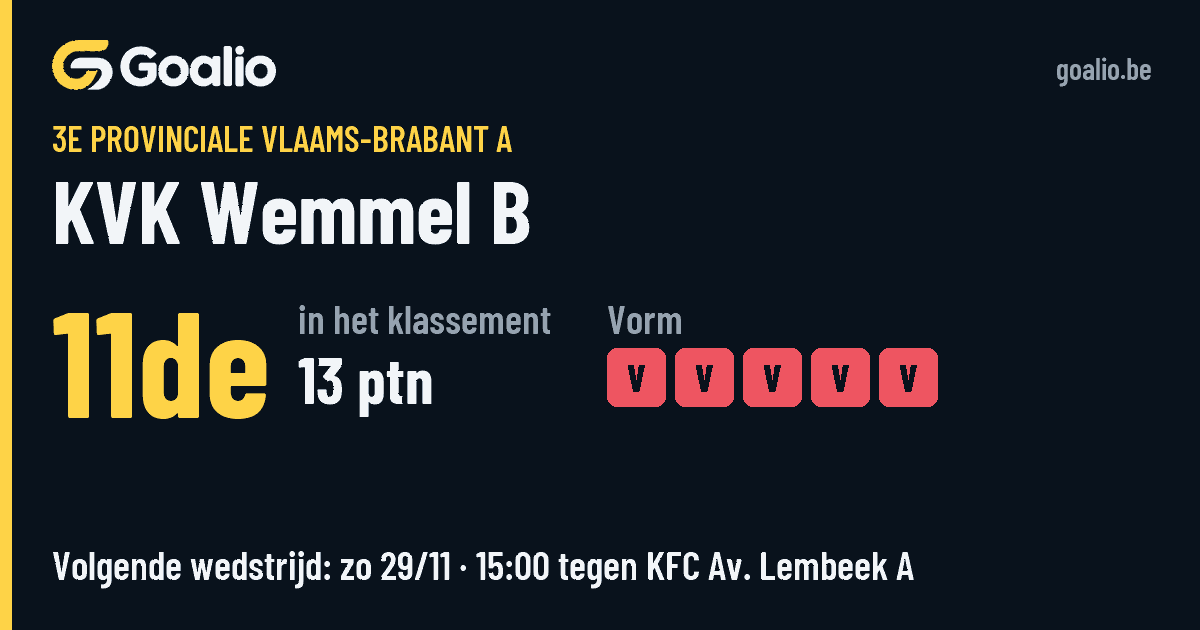 Goalio
goalio.be
3E PROVINCIALE VLAAMS-BRABANT A
KVK Wemmel B
11de
in het klassement
13 ptn
Vorm
V V V V V
Volgende wedstrijd: zo 29/11 · 15:00 tegen KFC Av. Lembeek A